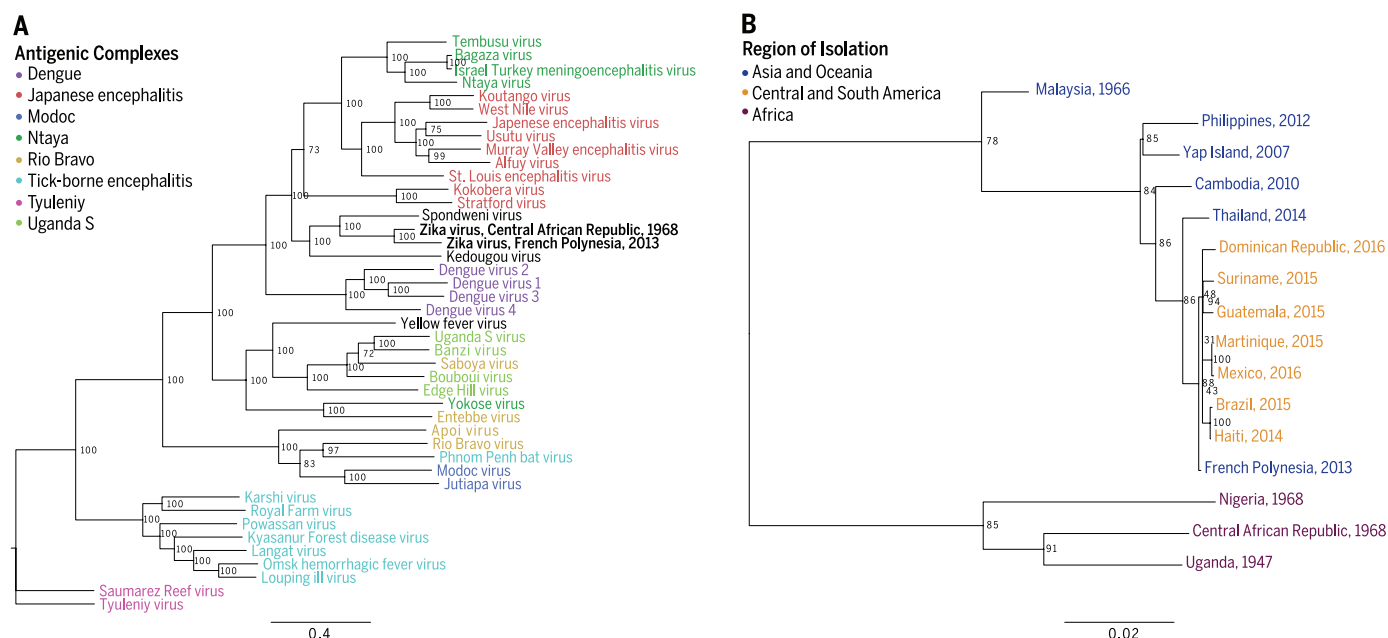 A
Antigenic Complexes
Dengue
Japanese encephalitis
Modoc
Ntaya
Rio Bravo
Tick-borne encephalitis
Tyuleniy
Uganda S
Tembusu virus
100
Bagaza virus
100
Israel Turkey meningoencephalitis virus
100
Ntaya virus
100
Koutango virus
100
West Nile virus
100
Japenese encephalitis virus
75
Usutu virus
100
Murray Valley encephalitis virus
73
100
99
Alfuy virus
St. Louis encephalitis virus
Kokobera virus
100
100
Stratford virus
Spondweni virus
100
Zika virus, Central African Republic, 1968
100
Zika virus, French Polynesia, 2013
100
100
Kedougou virus
Dengue virus 2
100
Dengue virus 1
100
100
Dengue virus 3
Dengue virus 4
100
Yellow fever virus
Uganda S virus
100
100
Banzi virus
72
Saboya virus
100
Bouboui virus
100
100
Edge Hill virus
Yokose virus
100
100
Entebbe virus
Apoi virus
100
Rio Bravo virus
97
Phnom Penh bat virus
83
Modoc virus
100
Jutiapa virus
100
Karshi virus
100
Royal Farm virus
100
Powassan virus
100
Kyasanur Forest disease virus
100
Langat virus
100
Omsk hemorrhagic fever virus
100
Louping ill virus
Saumarez Reef virus
Tyuleniy virus
0.4
B
Region of Isolation
Asia and Oceania
Central and South America
Africa
Malaysia, 1966
Philippines, 2012
85
78
Yap Island, 2007
84
Cambodia, 2010
Thailand, 2014
86
Dominican Republic, 2016
Suriname, 2015
48
86
94
Guatemala, 2015
31
Martinique, 2015
100
Mexico, 2016
88
43
Brazil, 2015
100
Haiti, 2014
French Polynesia, 2013
Nigeria, 1968
85
Central African Republic, 1968
91
Uganda, 1947
0.02